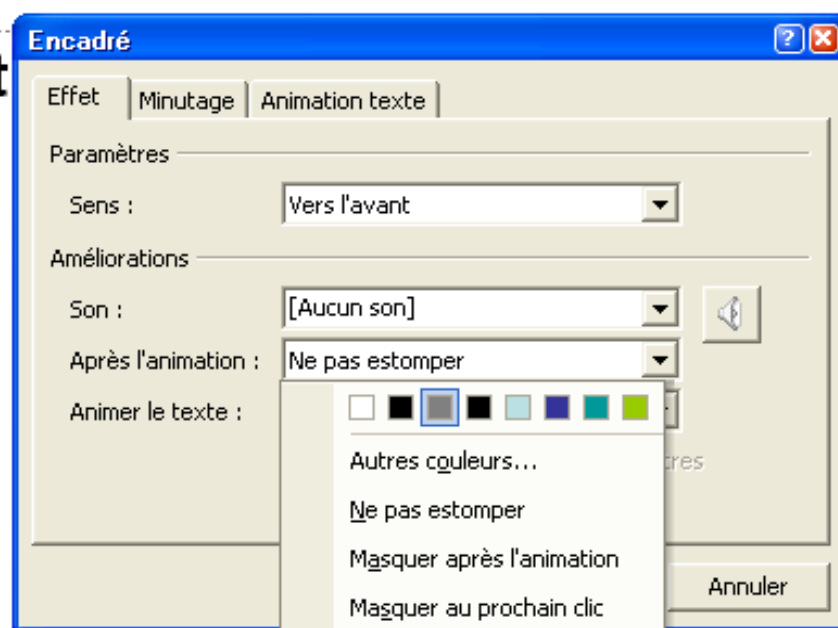 t
Encadré
Effet Minutage Animation texte
Paramètres
Sens : Vers l'avant
Améliorations
Son : [Aucun son]
Après l'animation : Ne pas estomper
Animer le texte :
Autres couleurs...
Ne pas estomper
Masquer après l'animation
Masquer au prochain clic
Annuler